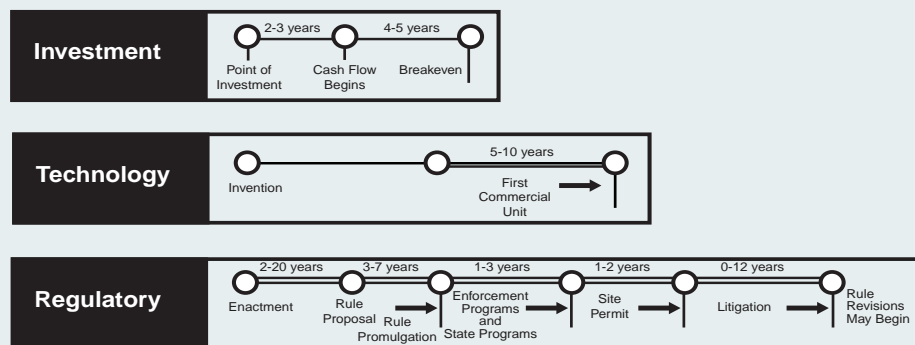 Investment
2-3 years
4-5 years
Point of
Investment
Cash Flow
Begins
Breakeven
Technology
5-10 years
Invention
First
Commercial
Unit
Regulatory
2-20 years
3-7 years
1-3 years
1-2 years
0-12 years
Enactment
Rule
Proposal
Rule
Promulgation
Enforcement
Programs
and
State Programs
Site
Permit
Litigation
Rule
Revisions
May Begin